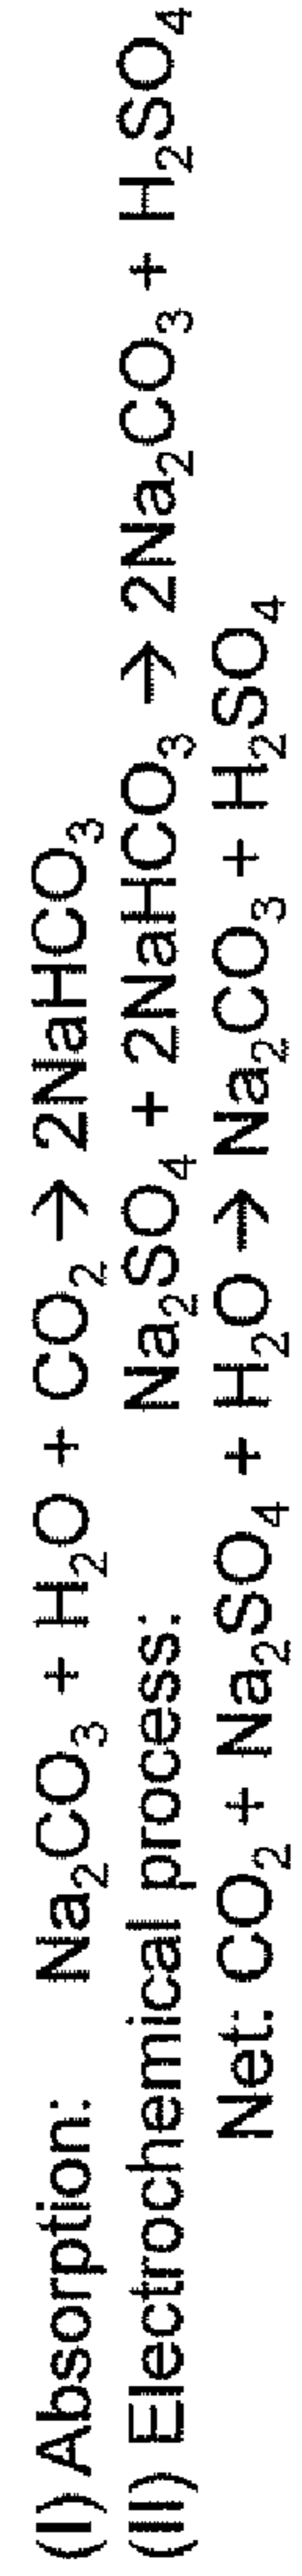 (I) Absorption: Na₂CO₃ + H₂O + CO₂ → 2NaHCO₃
(II) Electrochemical process: Na₂SO₄ + 2NaHCO₃ → 2Na₂CO₃ + H₂SO₄
Net: CO₂ + Na₂SO₄ + H₂O → Na₂CO₃ + H₂SO₄